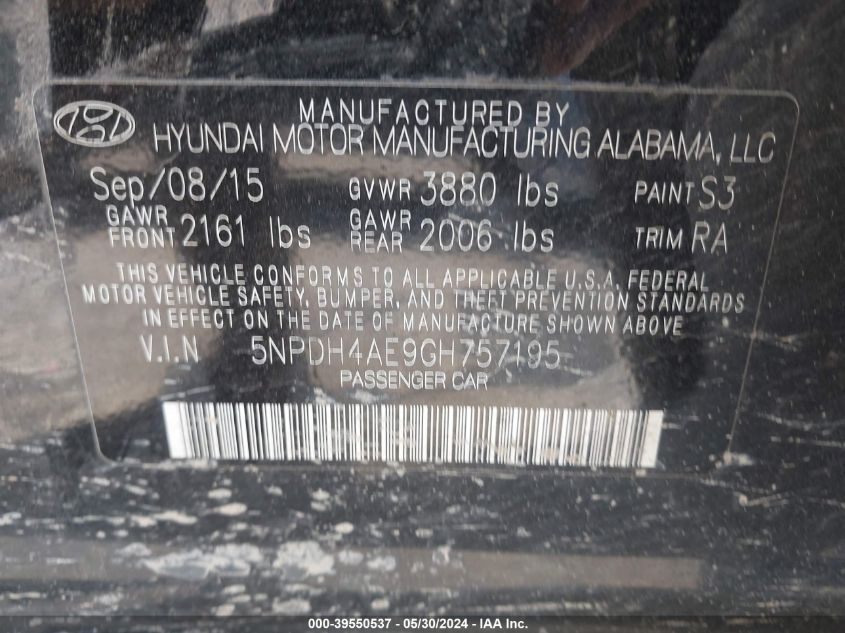 MANUFACTURED BY
HYUNDAI MOTOR MANUFACTURING ALABAMA, LLC
Sep/08/15 GVWR 3880 lbs PAINT S3
GAWR FRONT 2161 lbs GAWR REAR 2006 lbs TRIM RA
THIS VEHICLE CONFORMS TO ALL APPLICABLE U.S.A. FEDERAL
MOTOR VEHICLE SAFETY, BUMPER, AND THEFT PREVENTION STANDARDS
IN EFFECT ON THE DATE OF MANUFACTURE SHOWN ABOVE
V.I.N 5NPDH4AE9GH757195
PASSENGER CAR
000-39550537 - 05/30/2024 - IAA Inc.